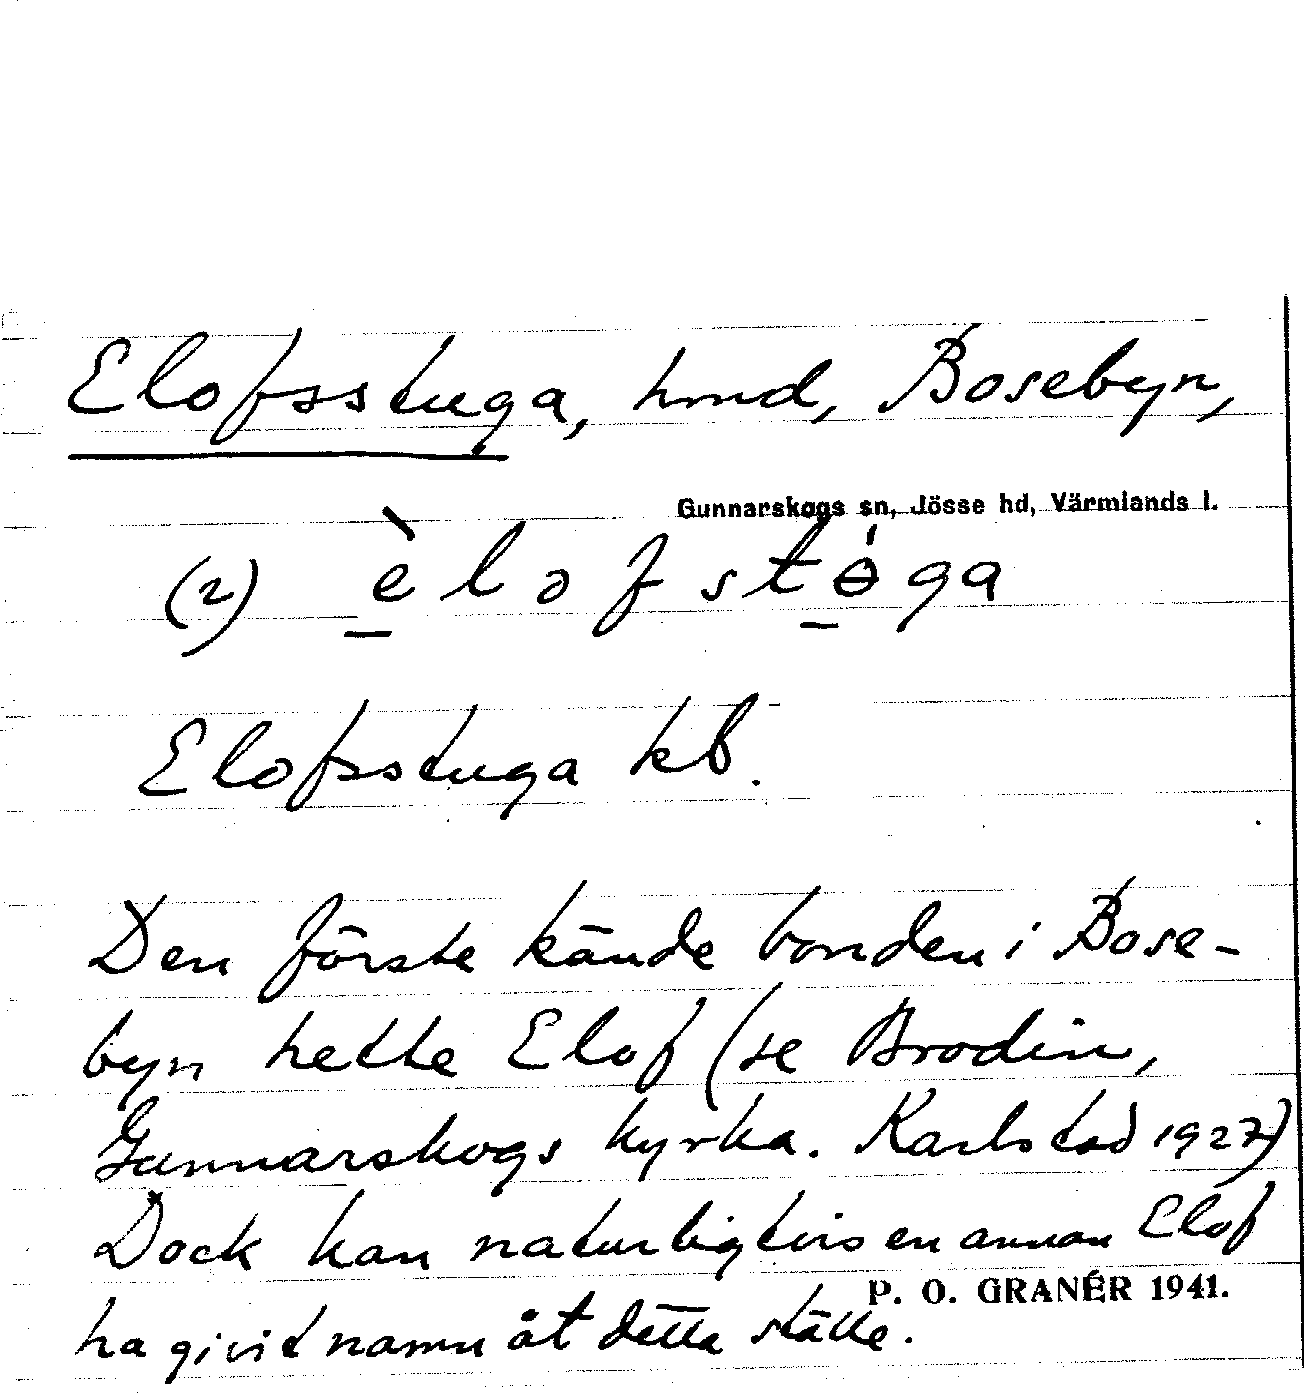 Elofsstuga, hmd, Bosebyn,
Gunnarskogs sn, Jösse hd, Värmlands l.
(2) èlofstɵ́ga
Elofsstuga kb.
Den förste kände bonden i Bose-
byn hette Elof (se Brodin,
Gunnarskogs kyrka. Karlstad 1927)
Dock kan naturligtvis en annan Elof
P. O. GRANÉR 1941.
ha givit namn åt detta ställe.